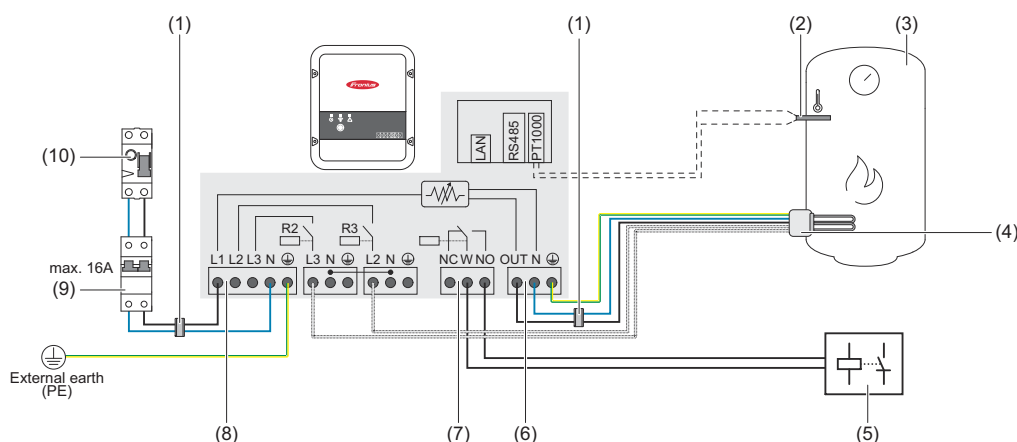 (1)
(1)
(2)
(3)
Fronius
LAN
RS485
PT1000
(10)
R2
R3
(4)
L1 L2 L3 N
L3 N
L2 N
NC W NO
OUT N
max. 16A
(9)
External earth
(PE)
(8)
(7)
(6)
(5)